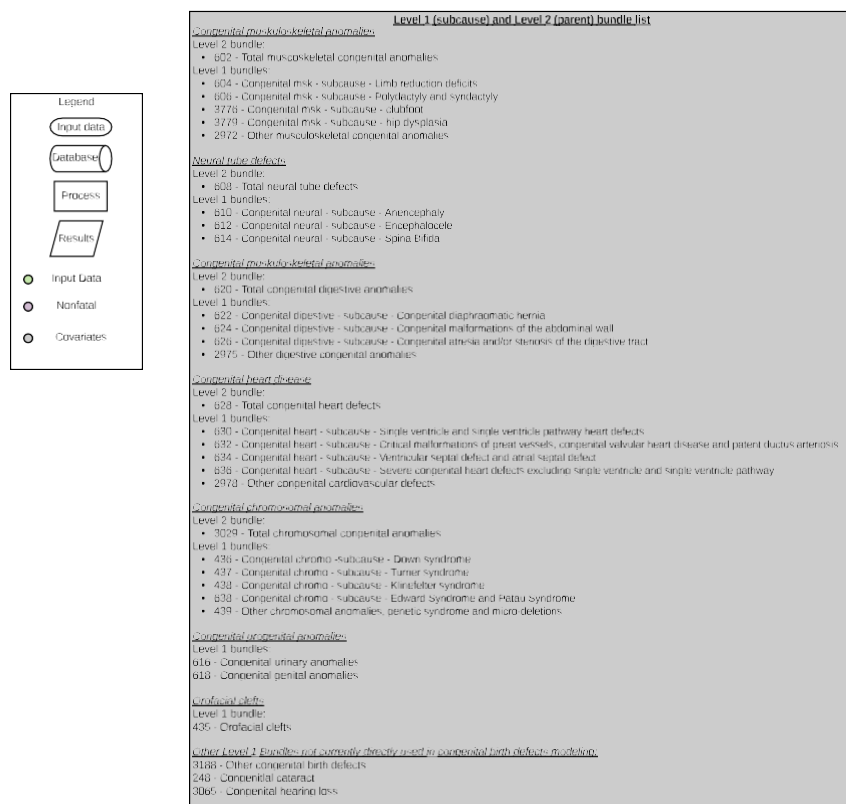 Legend
Input data
Database
Process
Results
Input Data
Nonfatal
Covariates
Level 1 (subcause) and Level 2 (parent) bundle list
Congenital muskuloskeletal anomalies
Level 2 bundle:
• 602 - Total muscoskeletal congenital anomalies
Level 1 bundles:
• 604 - Congenital msk - subcause - Limb reduction deficits
• 606 - Congenital msk - subcause - Polydactyly and syndactyly
• 3776 - Congenital msk - subcause - clubfoot
• 3779 - Congenital msk - subcause - hip dysplasia
• 2972 - Other musculoskeletal congenital anomalies
Neural tube defects
Level 2 bundle:
• 608 - Total neural tube defects
Level 1 bundles:
• 610 - Congenital neural - subcause - Anencephaly
• 612 - Congenital neural - subcause - Encephalocele
• 614 - Congenital neural - subcause - Spina Bifida
Congenital muskuloskeletal anomalies
Level 2 bundle:
• 620 - Total congenital digestive anomalies
Level 1 bundles:
• 622 - Congenital digestive - subcause - Congenital diaphragmatic hernia
• 624 - Congenital digestive - subcause - Congenital malformations of the abdominal wall
• 626 - Congenital digestive - subcause - Congenital atresia and/or stenosis of the digestive tract
• 2975 - Other digestive congenital anomalies
Congenital heart disease
Level 2 bundle:
• 628 - Total congenital heart defects
Level 1 bundles:
• 630 - Congenital heart - subcause - Single ventricle and single ventricle pathway heart defects
• 632 - Congenital heart - subcause - Critical malformations of great vessels, congenital valvular heart disease and patent ductus arteriosis
• 634 - Congenital heart - subcause - Ventricular septal defect and atrial septal defect
• 636 - Congenital heart - subcause - Severe congenital heart defects excluding single ventricle and single ventricle pathway
• 2978 - Other congenital cardiovascular defects
Congenital chromosomal anomalies
Level 2 bundle:
• 3029 - Total chromosomal congenital anomalies
Level 1 bundles:
• 436 - Congenital chromo -subcause - Down syndrome
• 437 - Congenital chromo - subcause - Turner syndrome
• 438 - Congenital chromo - subcause - Klinefelter syndrome
• 638 - Congenital chromo - subcause - Edward Syndrome and Patau Syndrome
• 439 - Other chromosomal anomalies, genetic syndrome and micro-deletions
Congenital urogenital anomalies
Level 1 bundles:
616 - Congenital urinary anomalies
618 - Congenital genital anomalies
Orofacial clefts
Level 1 bundle:
435 - Orofacial clefts
Other Level 1 Bundles not currently directly used in congenital birth defects modeling:
3188 - Other congenital birth defects
248 - Congenitial cataract
3065 - Congenital hearing loss